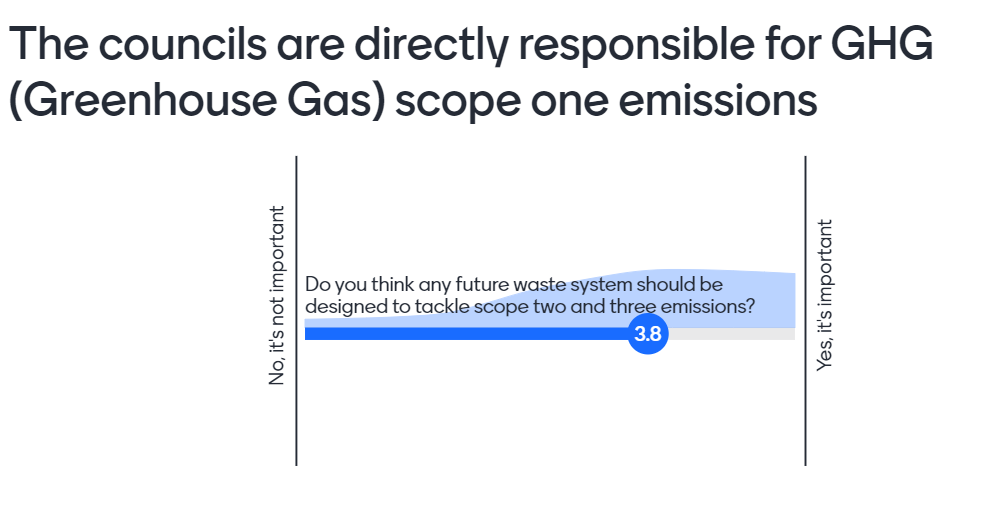 The councils are directly responsible for GHG
(Greenhouse Gas) scope one emissions
No, it's not important
Do you think any future waste system should be
designed to tackle scope two and three emissions?
3.8
Yes, it's important